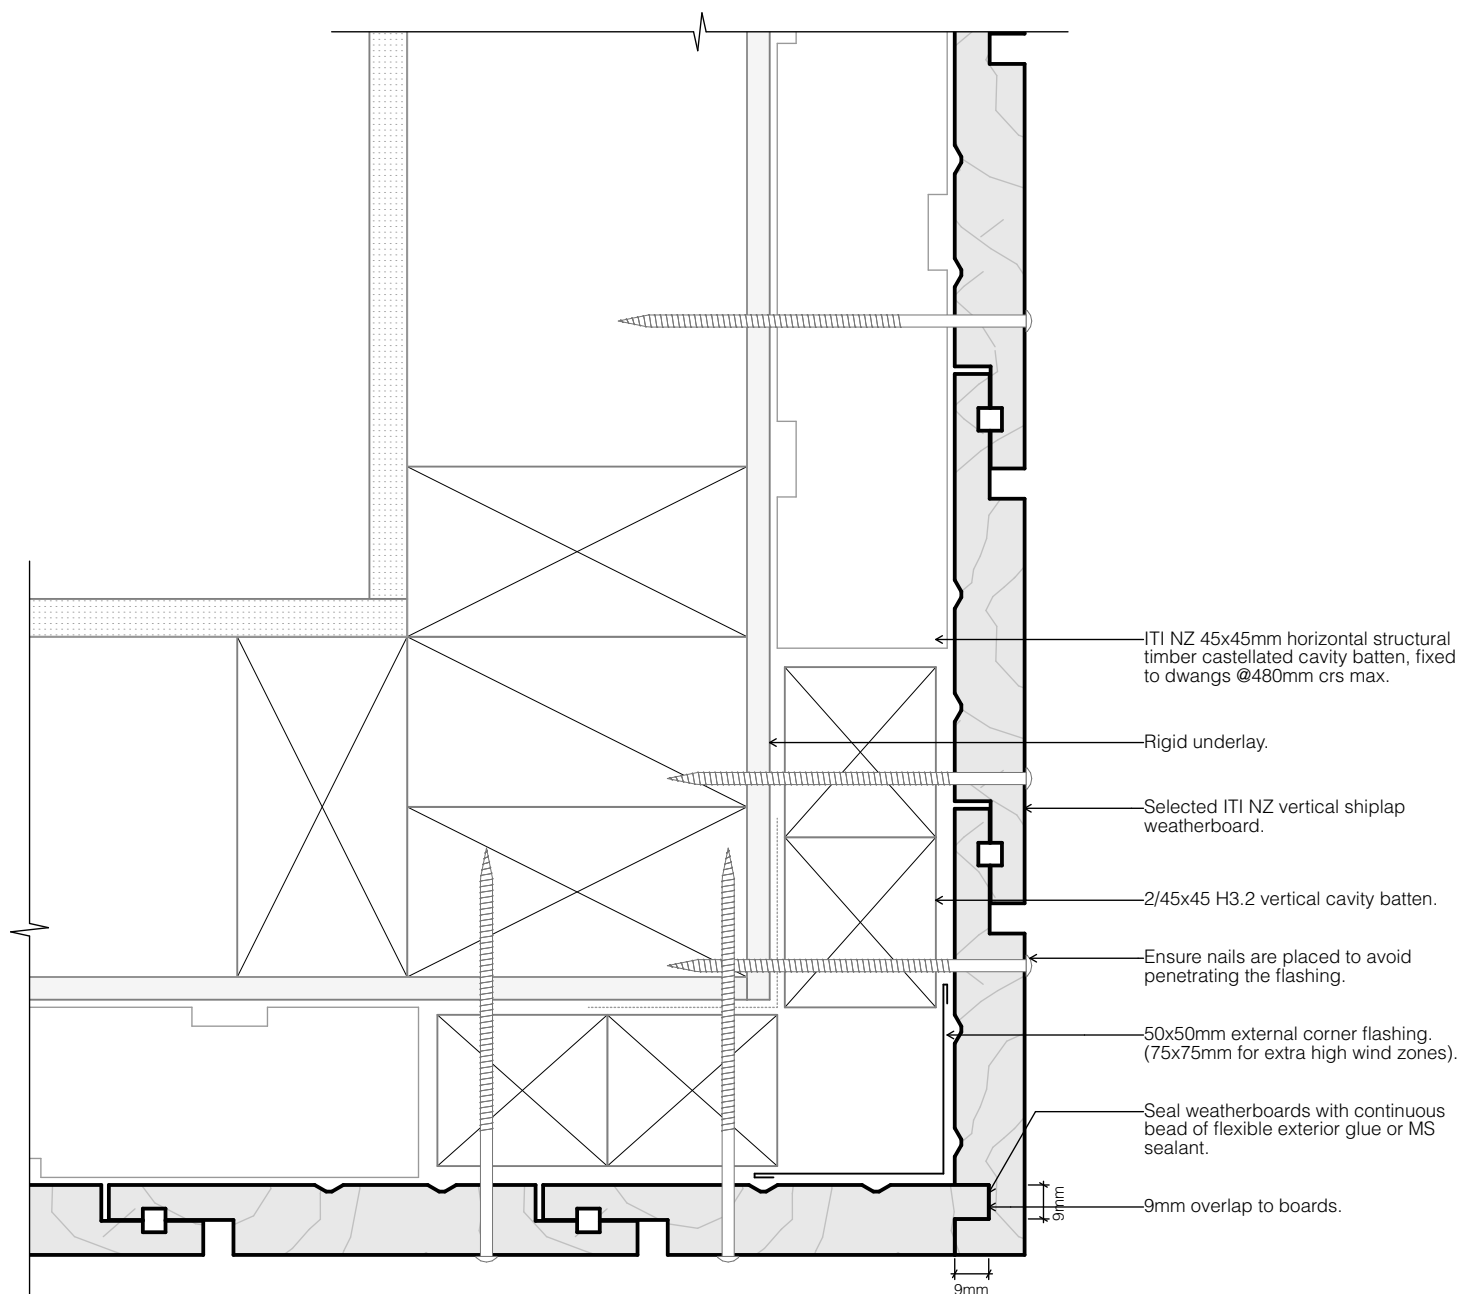 ITI NZ 45x45mm horizontal structural
timber castellated cavity batten, fixed
to dwangs @480mm crs max.
Rigid underlay.
Selected ITI NZ vertical shiplap
weatherboard.
2/45x45 H3.2 vertical cavity batten.
Ensure nails are placed to avoid
penetrating the flashing.
50x50mm external corner flashing.
(75x75mm for extra high wind zones).
Seal weatherboards with continuous
bead of flexible exterior glue or MS
sealant.
9mm
9mm overlap to boards.
9mm